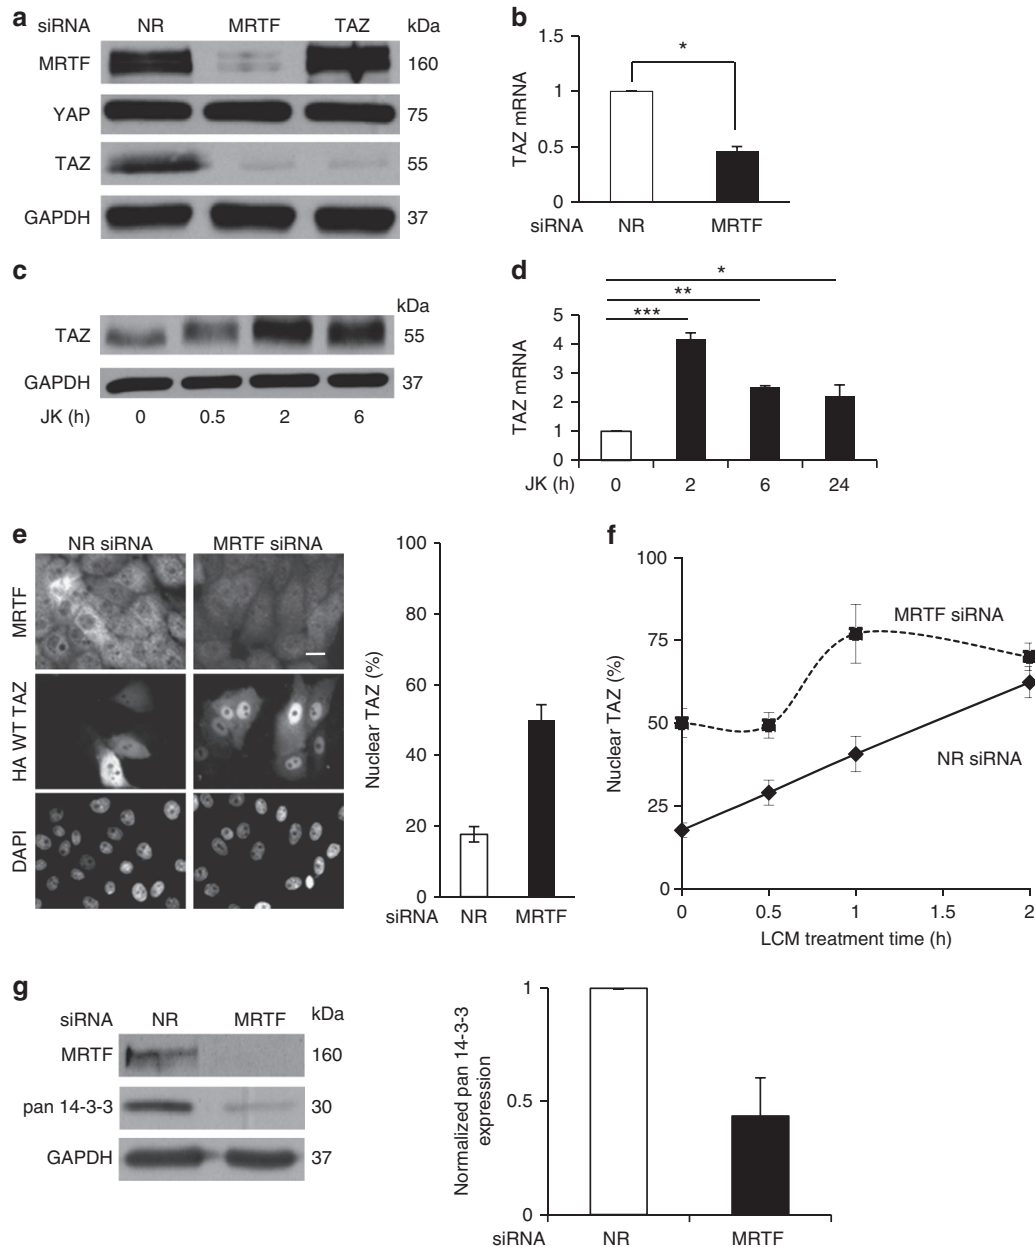 a
siRNA NR MRTF TAZ kDa
MRTF 160
YAP 75
TAZ 55
GAPDH 37
b
TAZ mRNA
1.5
1
0.5
0
*
siRNA NR MRTF
c
kDa
TAZ 55
GAPDH 37
JK (h) 0 0.5 2 6
d
TAZ mRNA
5
4
3
2
1
0
*
**
***
JK (h) 0 2 6 24
e
NR siRNA MRTF siRNA
MRTF
HA WT TAZ
DAPI
Nuclear TAZ (%)
100
80
60
40
20
0
siRNA NR MRTF
f
Nuclear TAZ (%)
100
75
50
25
0
MRTF siRNA
NR siRNA
0 0.5 1 1.5 2
LCM treatment time (h)
g
siRNA NR MRTF kDa
MRTF 160
pan 14-3-3 30
GAPDH 37
Normalized pan 14-3-3
expression
1
0.5
0
siRNA NR MRTF